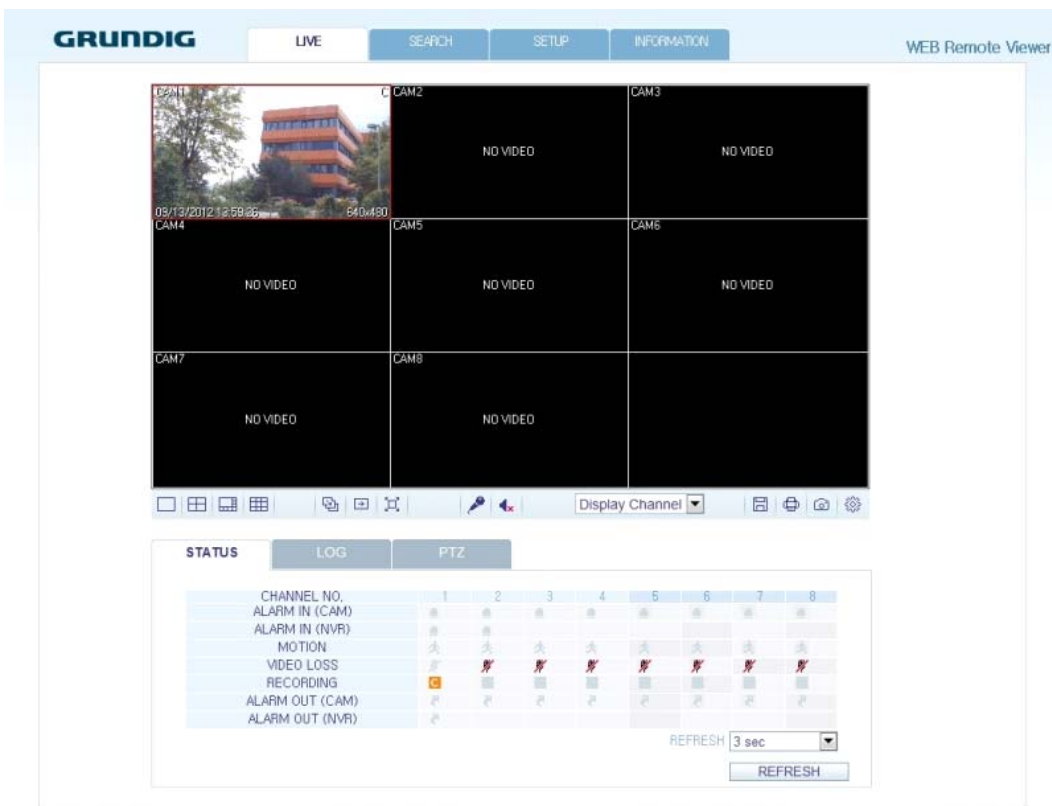 GRUNDIG
LIVE
SEARCH
SETUP
INFORMATION
WEB Remote Viewer
CAM1
C
CAM2
CAM3
NO VIDEO
NO VIDEO
09/13/2012 13:59:26
640x480
CAM4
CAM5
CAM6
NO VIDEO
NO VIDEO
NO VIDEO
CAM7
CAM8
NO VIDEO
NO VIDEO
Display Channel
STATUS
LOG
PTZ
CHANNEL NO. 1 2 3 4 5 6 7 8
ALARM IN (CAM)
ALARM IN (NVR)
MOTION
VIDEO LOSS
RECORDING C
ALARM OUT (CAM)
ALARM OUT (NVR)
REFRESH 3 sec
REFRESH